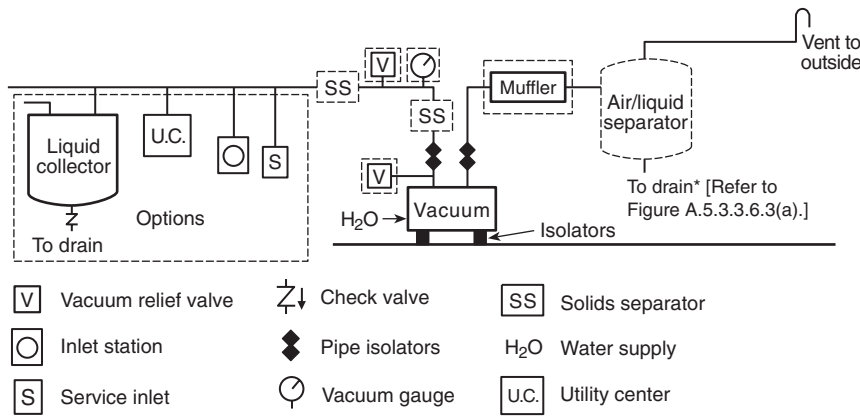 Vent to
outside
V
SS
Muffler
Air/liquid
separator
Liquid
collector
U.C.
S
SS
V
Vacuum
H₂O
To drain* [Refer to
Figure A.5.3.3.6.3(a).]
Options
Isolators
To drain
V Vacuum relief valve
Check valve
SS Solids separator
Inlet station
Pipe isolators
H₂O Water supply
S Service inlet
Vacuum gauge
U.C. Utility center